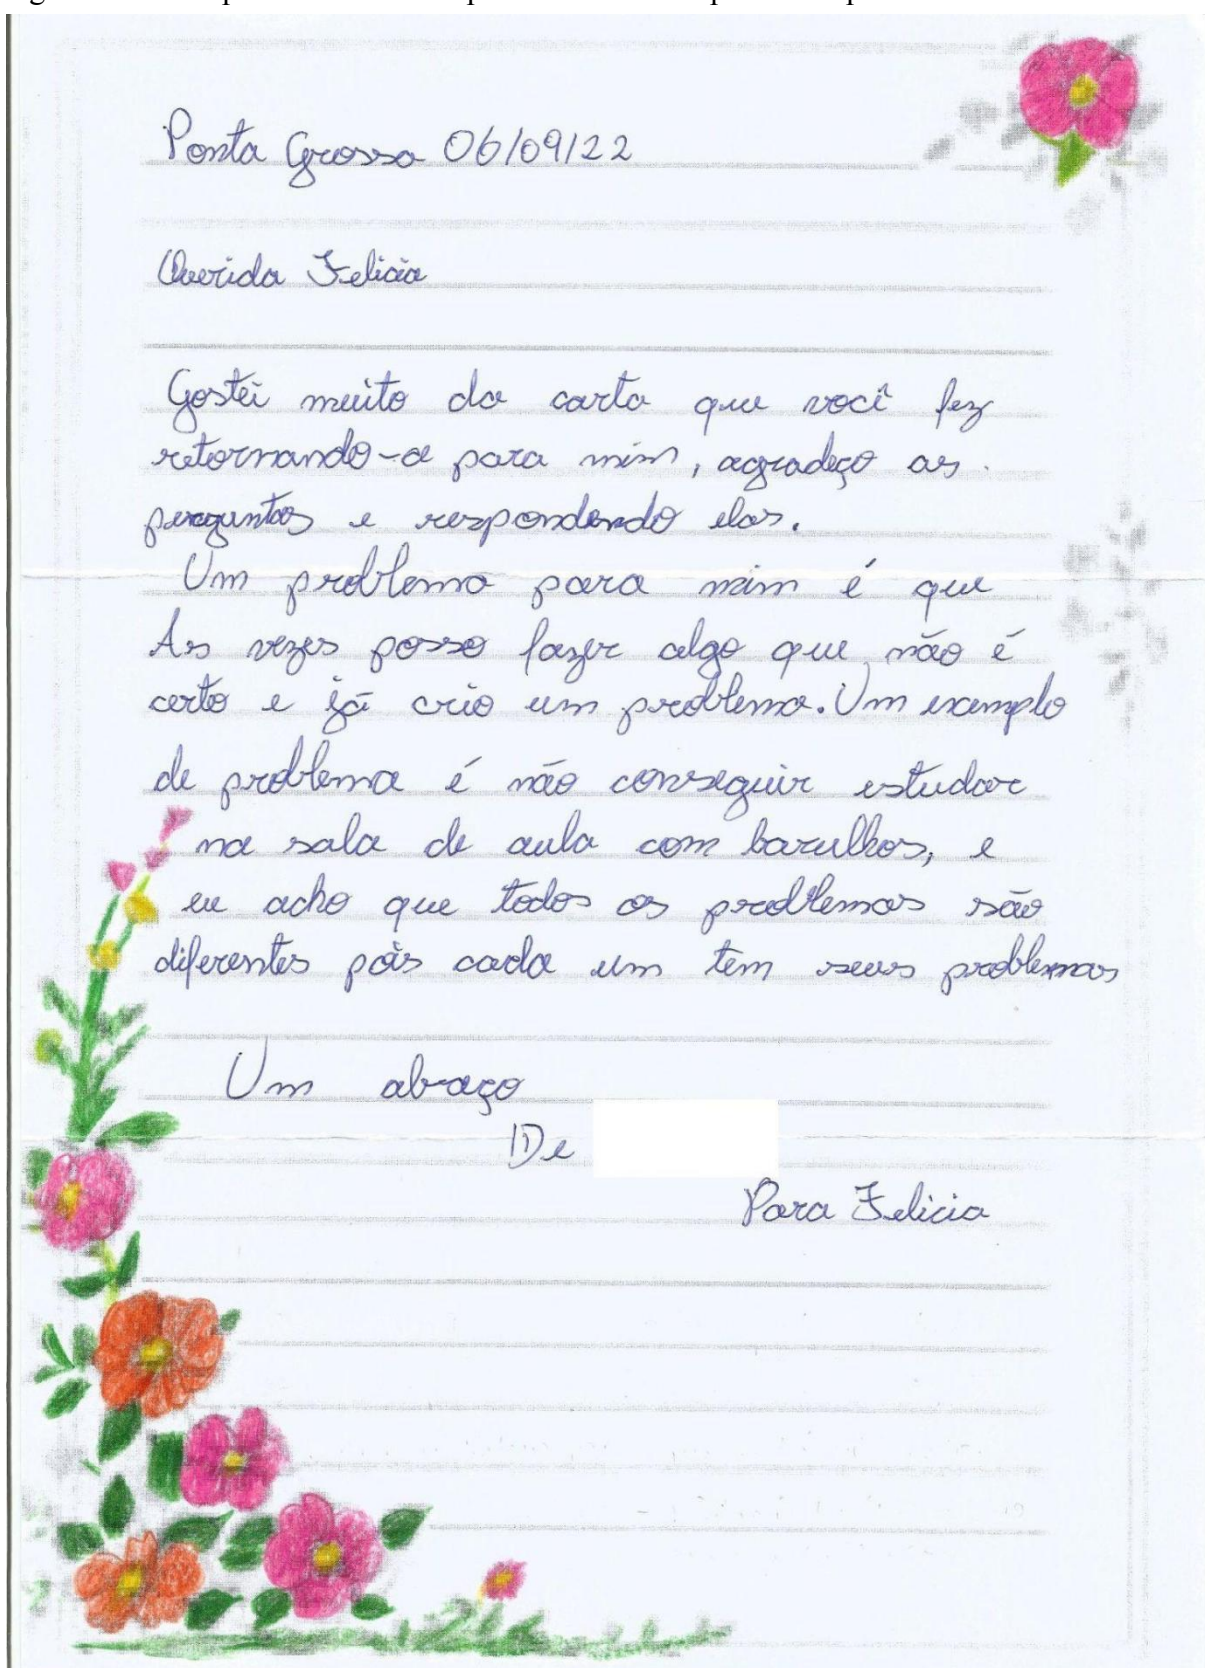 Ponta Grossa 06/09/22
Querida Felicia
Gostei muito da carta que você fez
retornando-a para mim, agradeço as
perguntas e respondendo elas.
Um problema para mim é que
As vezes posso fazer algo que não é
certo e já crio um problema. Um exemplo
de problema é não conseguir estudar
na sala de aula com barulhos, e
eu acho que todos os problemas são
diferentes pois cada um tem seus problemas
Um abraço
De
Para Felicia